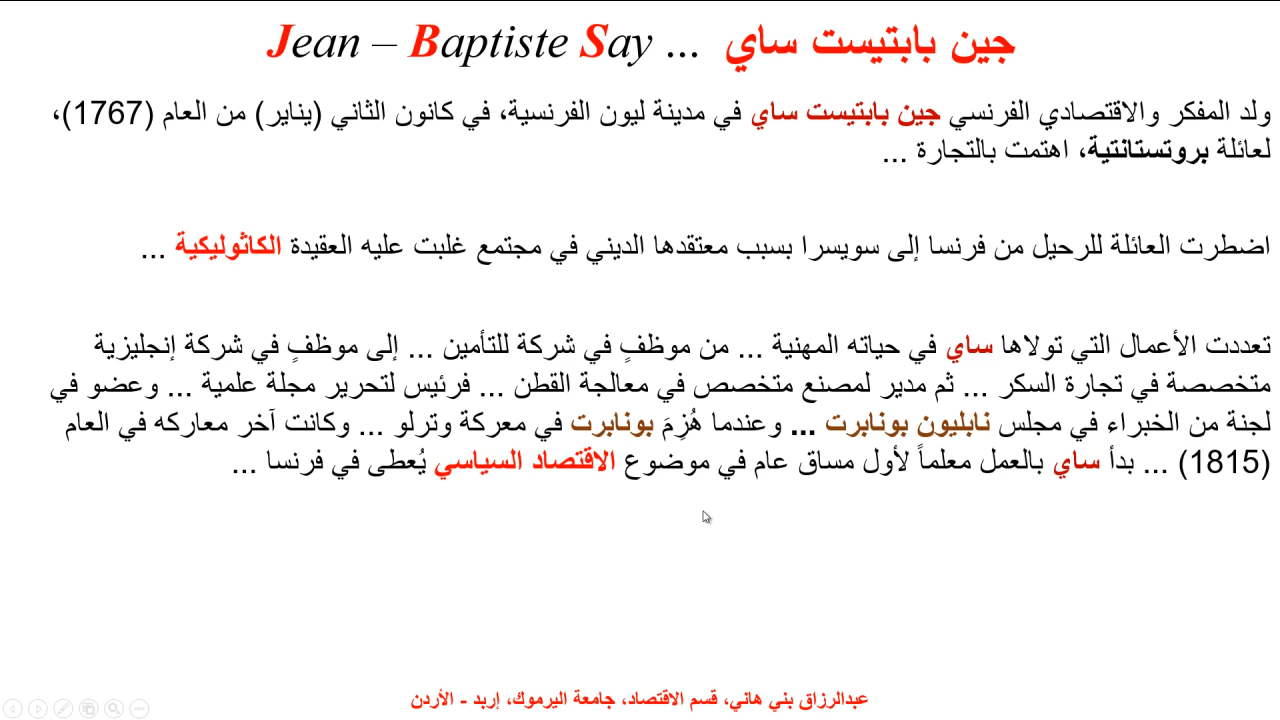 جين بابتيست ساي ... Jean – Baptiste Say
ولد المفكر والاقتصادي الفرنسي جين بابتيست ساي في مدينة ليون الفرنسية، في كانون الثاني (يناير) من العام (1767)،
لعائلة بروتستانتية، اهتمت بالتجارة ...
اضطرت العائلة للرحيل من فرنسا إلى سويسرا بسبب معتقدها الديني في مجتمع غلبت عليه العقيدة الكاثوليكية ...
تعددت الأعمال التي تولاها ساي في حياته المهنية ... من موظفٍ في شركة للتأمين ... إلى موظفٍ في شركة إنجليزية
متخصصة في تجارة السكر ... ثم مدير لمصنع متخصص في معالجة القطن ... فرئيس لتحرير مجلة علمية ... وعضو في
لجنة من الخبراء في مجلس نابليون بونابرت ... وعندما هُزِمَ بونابرت في معركة وترلو ... وكانت آخر معاركه في العام
(1815) ... بدأ ساي بالعمل معلماً لأول مساق عام في موضوع الاقتصاد السياسي يُعطى في فرنسا ...
عبدالرزاق بني هاني، قسم الاقتصاد، جامعة اليرموك، إربد - الأردن